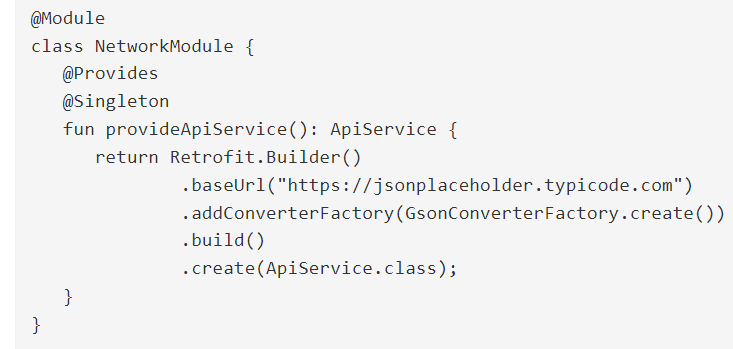 @Module
class NetworkModule {
@Provides
@Singleton
fun provideApiService(): ApiService {
return Retrofit.Builder()
.baseUrl("https://jsonplaceholder.typicode.com")
.addConverterFactory(GsonConverterFactory.create())
.build()
.create(ApiService.class);
}
}